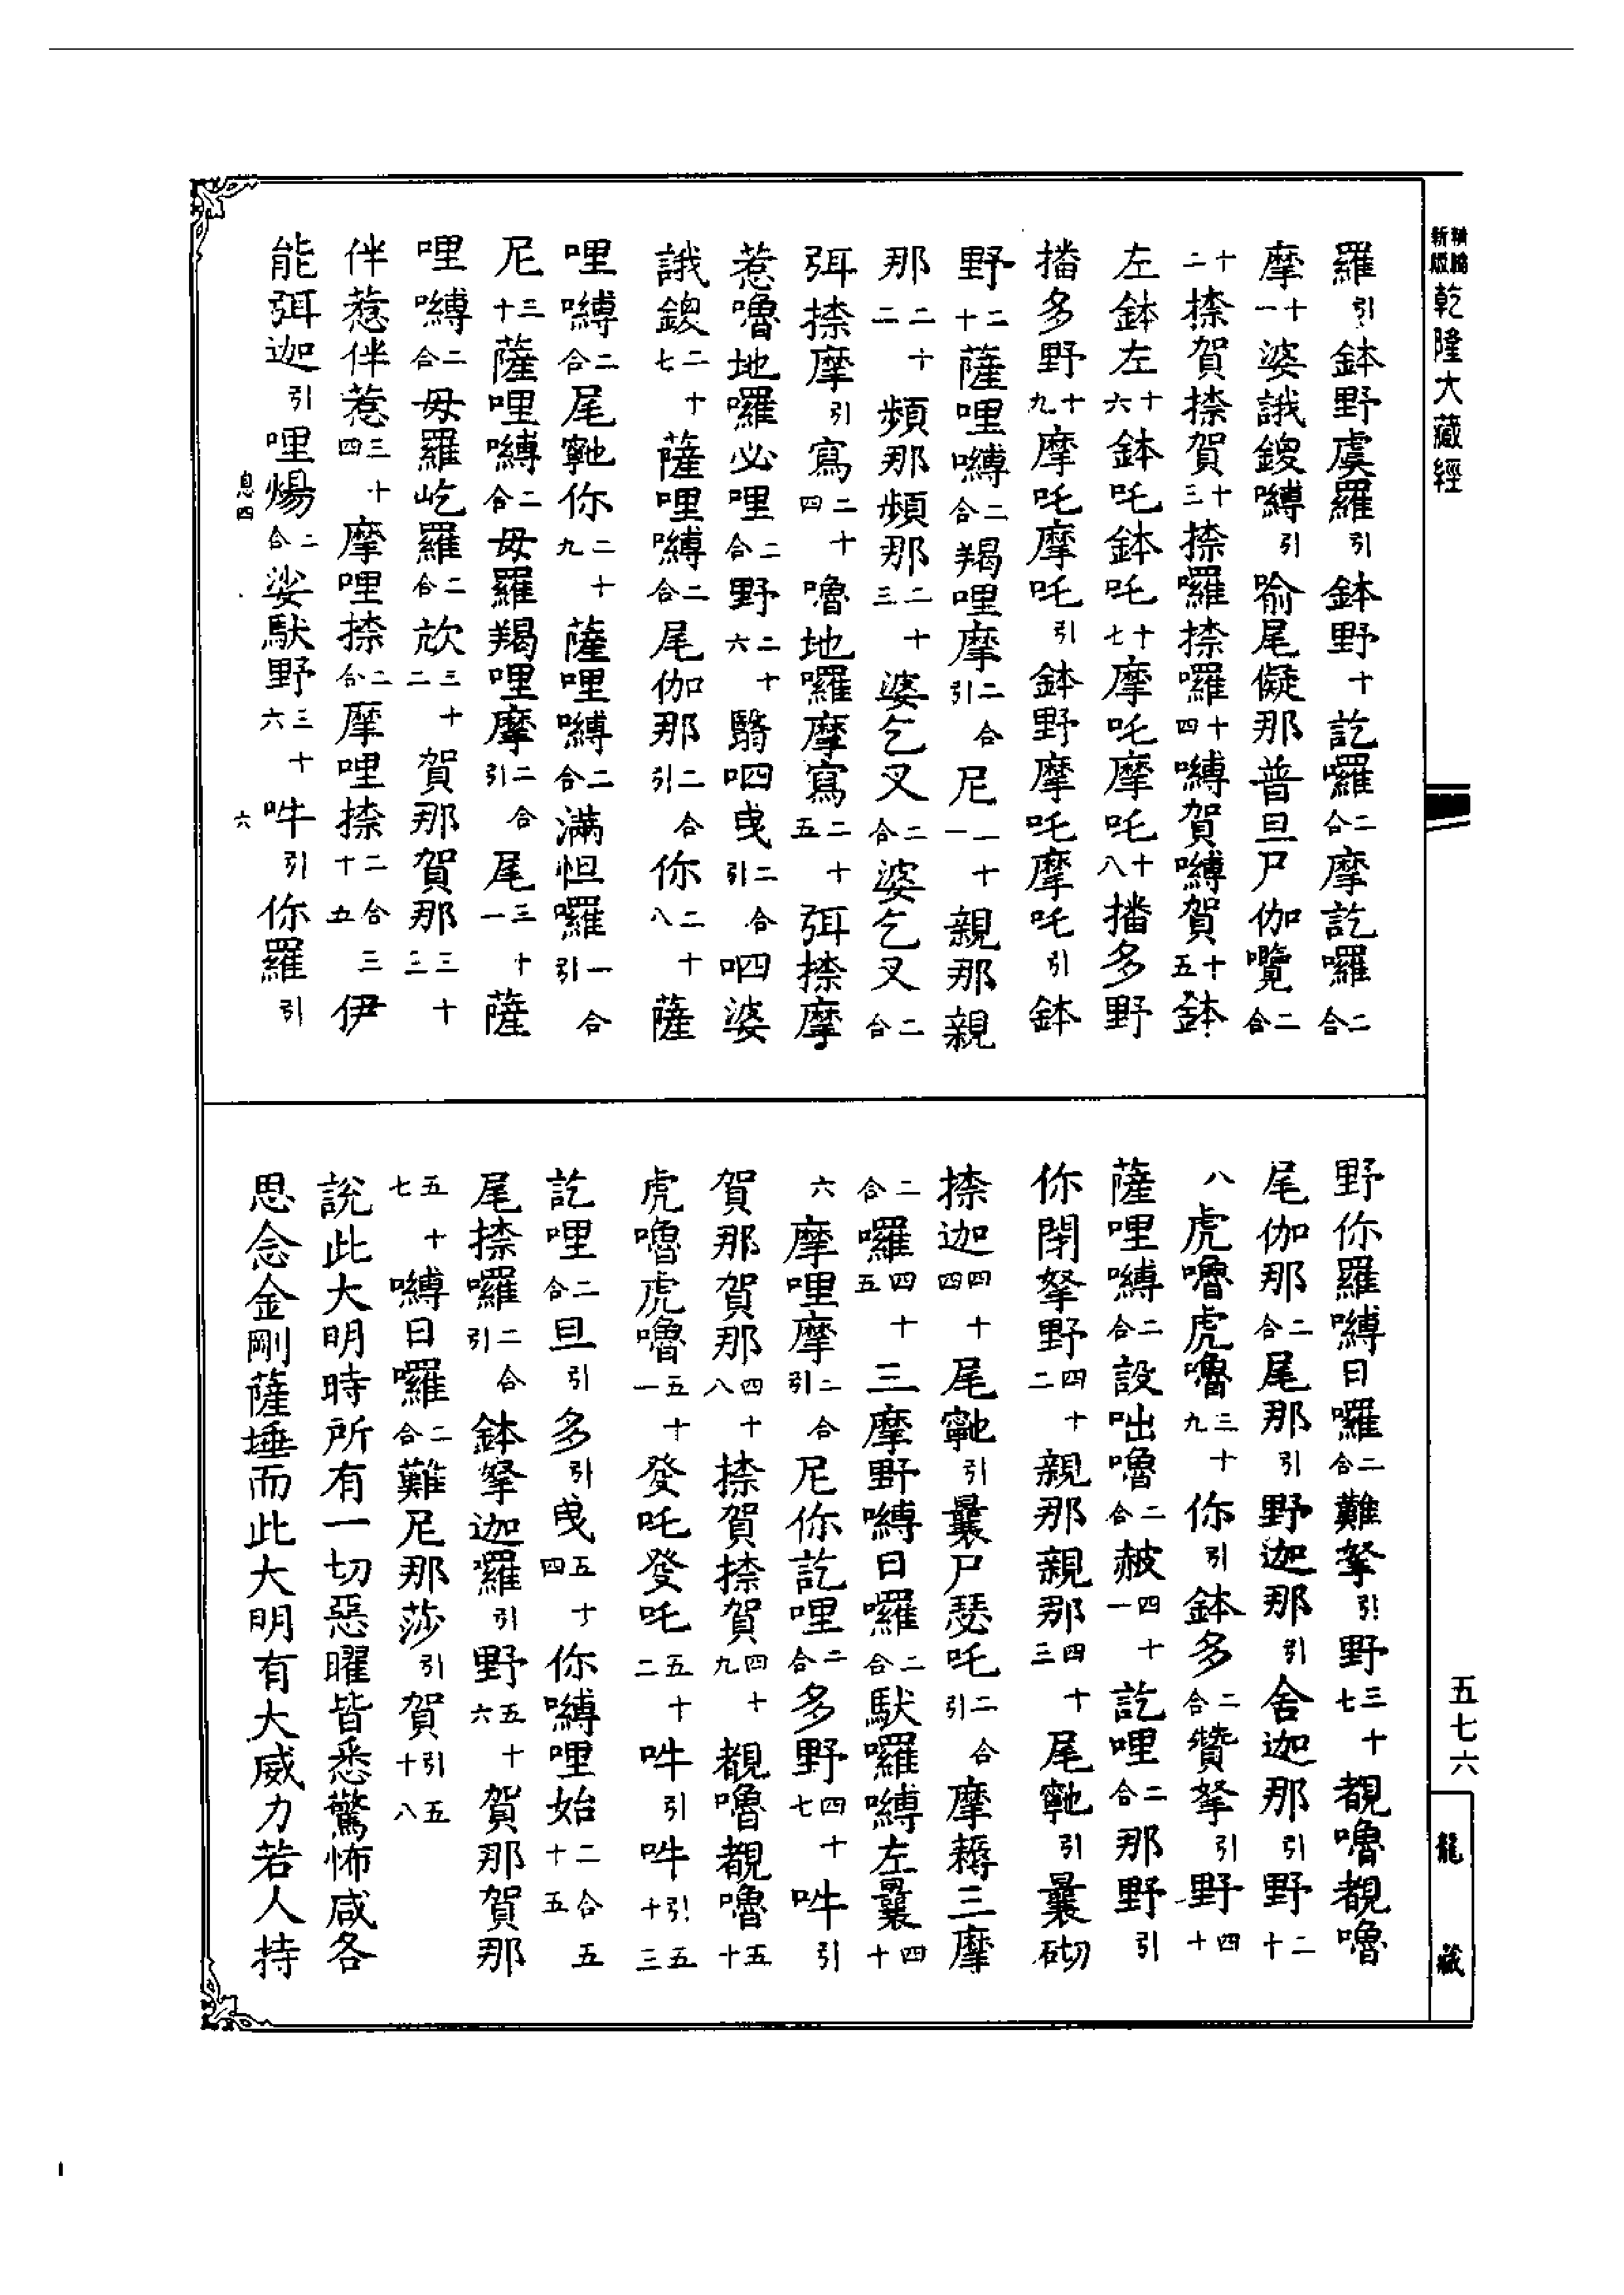 精縮
新版
乾隆大藏經
羅引鉢野虞羅引鉢野十訖囉二合摩訖囉二合
摩十一婆誐鍐嚩引喻尾儗那普旦尸伽囕二合
十二捺賀捺賀十三捺囉捺囉十四嚩賀嚩賀十五鉢
左鉢左十六鉢吒鉢吒十七摩吒摩吒十八播多野
播多野十九摩吒摩吒引鉢野摩吒摩吒引鉢
野二十薩哩嚩二合羯哩摩二合引尼二十一親那親
那二十二頻那頻那二十三婆乞叉二合婆乞叉二合
弭捺摩引寫二十四嚕地囉摩寫二十五弭捺摩
惹嚕地囉必哩二合野二十六翳呬曳二合引呬婆
誐鍐二十七薩哩嚩二合尾伽那二合引你二十八薩
哩嚩二合尾𪘨你二十九薩哩嚩二合滿怛囉二合引
尼三十薩哩嚩二合毋羅羯哩摩二合引尾三十一薩
哩嚩二合毋羅屹羅二合㰠三十二賀那賀那三十三
伴惹伴惹三十四摩哩捺二合摩哩捺二合三十五伊
能弭迦引哩煬二合娑馱野三十六吽引你羅引
息四
六
野你羅嚩日囉二合難拏引野三十七覩嚕覩嚕
尾伽那二合尾那引野迦那引舍迦那引野三十
八虎嚕虎嚕三十九你引鉢多二合贊拏引野四十
薩哩嚩二合設咄嚕二合赧四十一訖哩二合那野引
你閉拏野四十二親那親那四十三尾𪘨引曩砌
捺迦四十四尾𪘨引曩尸瑟吒二合引摩耨三摩
二合囉四十五三摩野嚩日囉二合馱囉嚩左曩四十
六摩哩摩二合引尼你訖哩二合多野四十七吽引
賀那賀那四十八捺賀捺賀四十九覩嚕覩嚕五十
虎嚕虎嚕五十一發吒發吒五十二吽引吽引五十三
訖哩二合旦引多引曳五十四你嚩哩始二合五十五
尾捺囉二合引鉢拏迦囉引野五十六賀那賀那
五十七嚩日囉二合難尼那莎引賀引五十八
說此大明時所有一切惡曜皆悉驚怖咸各
思念金剛薩埵而此大明有大威力若人持
五七六
龍藏